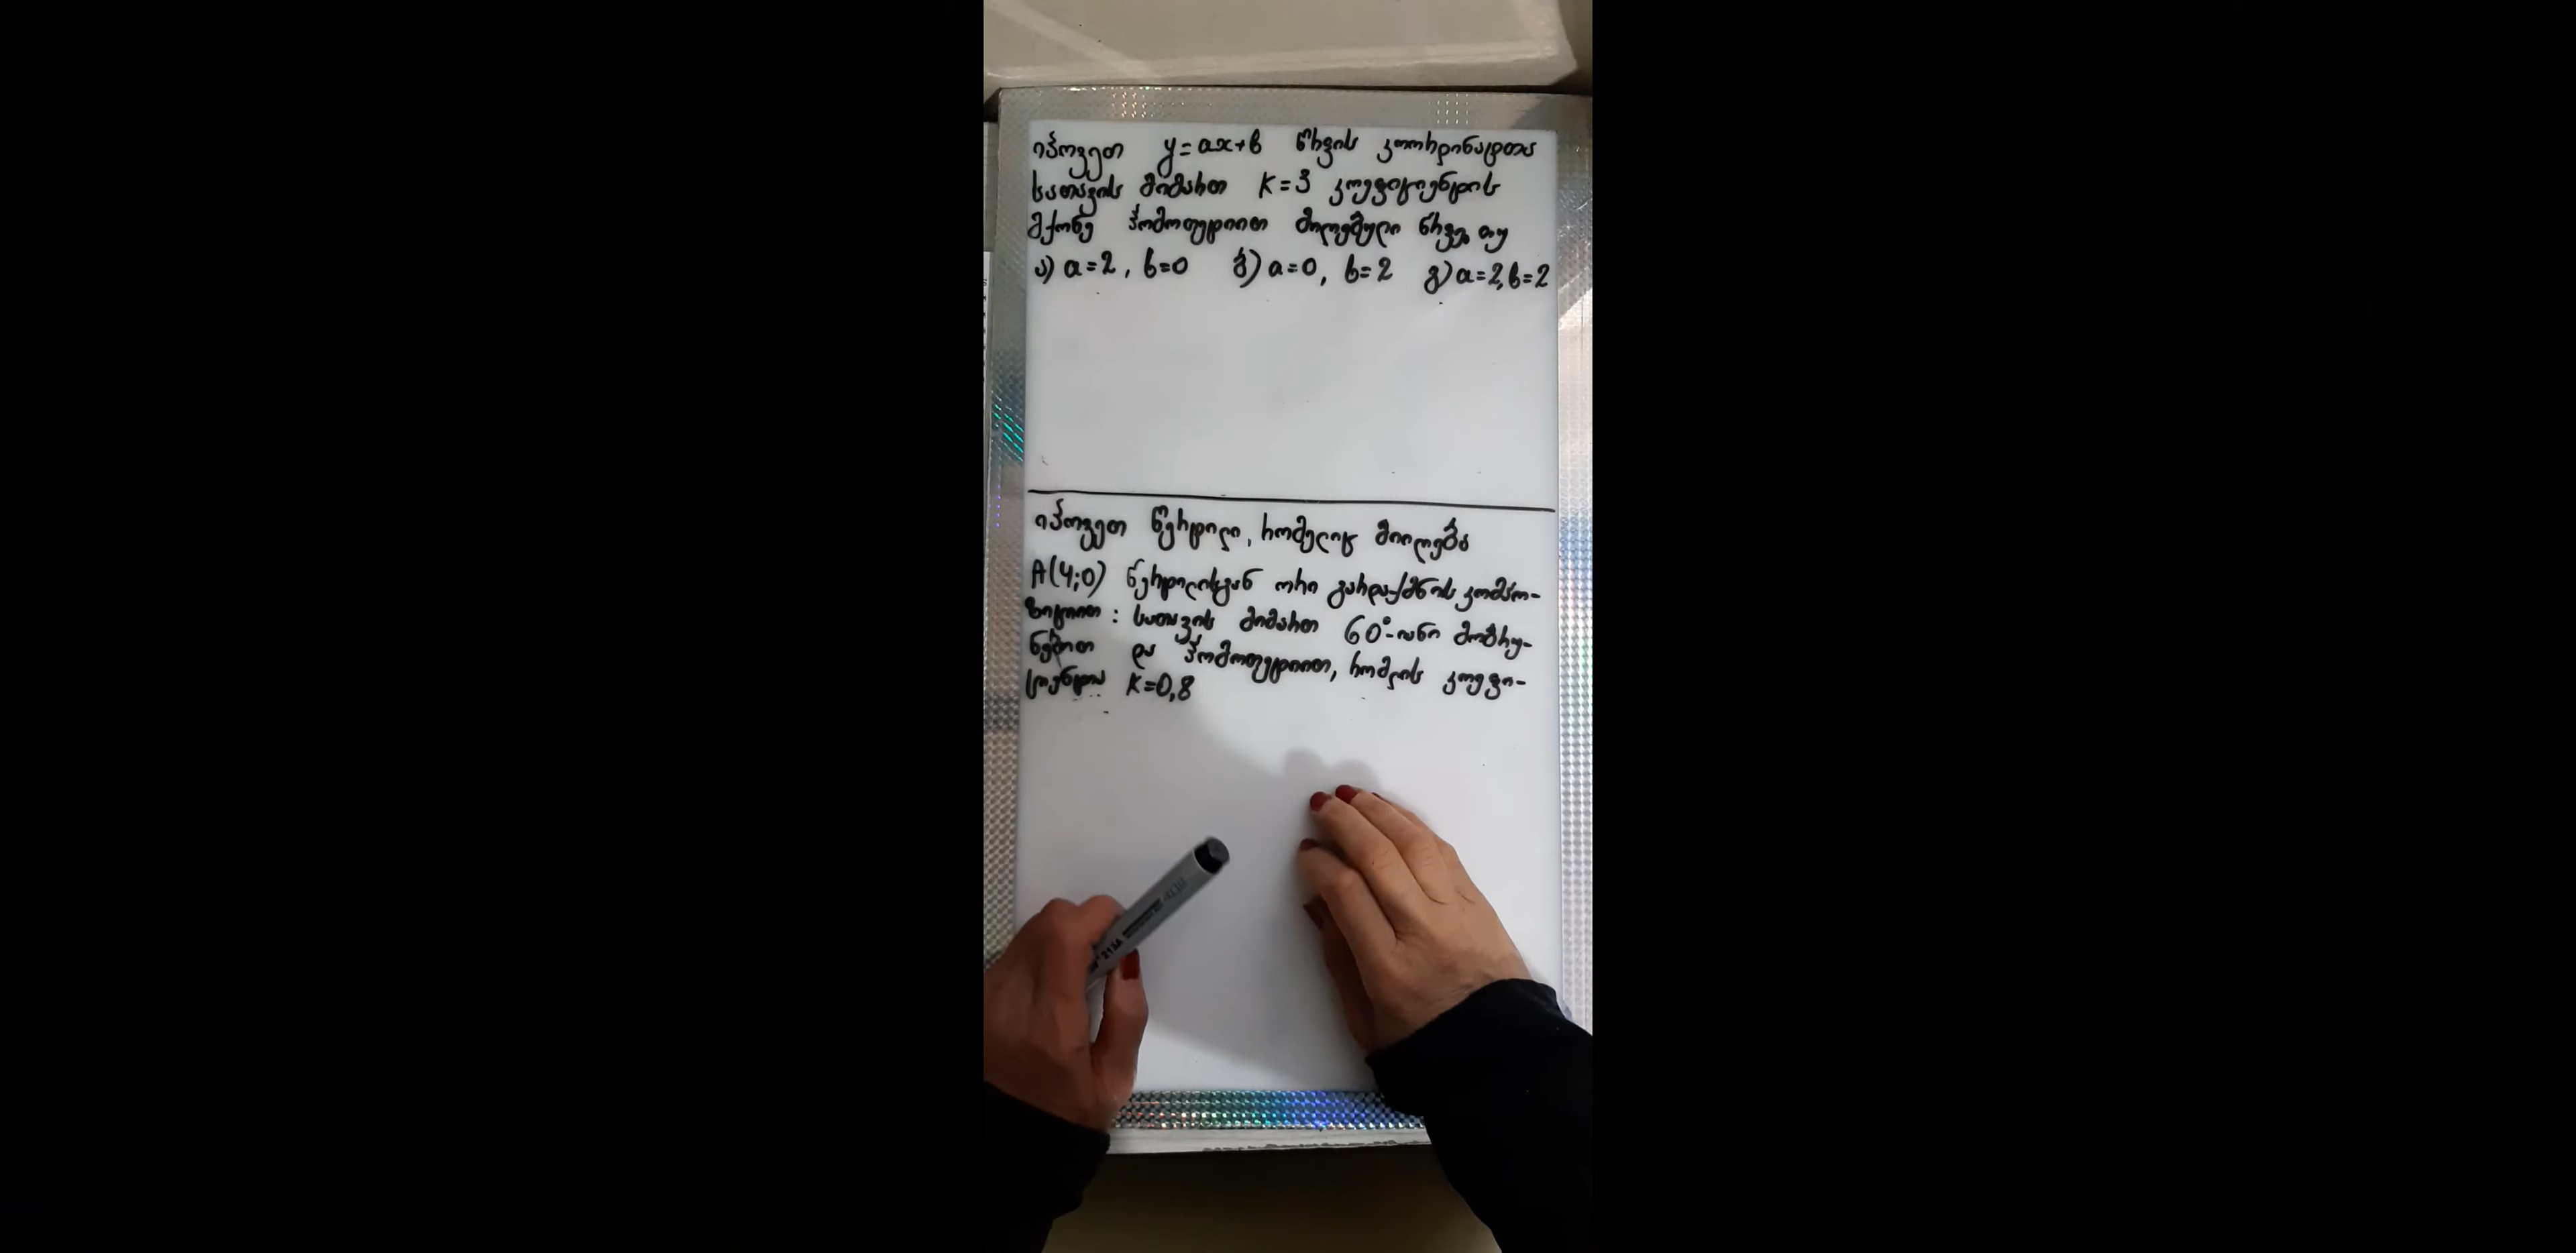 იპოვეთ y=ax+b წრფის კოორდინატთა
სათავის მიმართ K=3 კოეფიციენტის
მქონე ჰომოთეტიით მიღებული წრფე, თუ
ა) a=2, b=0 ბ) a=0, b=2 გ) a=2, b=2
იპოვეთ წერტილი, რომელიც მიიღება
A(4;0) წერტილისგან ორი გარდაქმნის კომპო-
ზიციით: სათავის მიმართ 60°-იანი მობრუ-
ნებით და ჰომოთეტიით, რომლის კოეფი-
ციენტია K=0,8